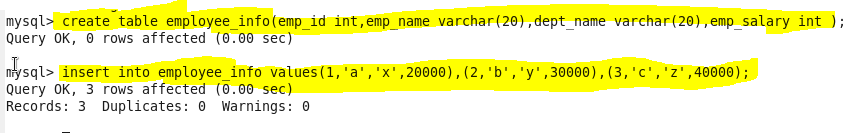 mysql> create table employee_info(emp_id int,emp_name varchar(20),dept_name varchar(20),emp_salary int );
Query OK, 0 rows affected (0.00 sec)
mysql> insert into employee_info values(1,'a','x',20000),(2,'b','y',30000),(3,'c','z',40000);
Query OK, 3 rows affected (0.00 sec)
Records: 3  Duplicates: 0  Warnings: 0